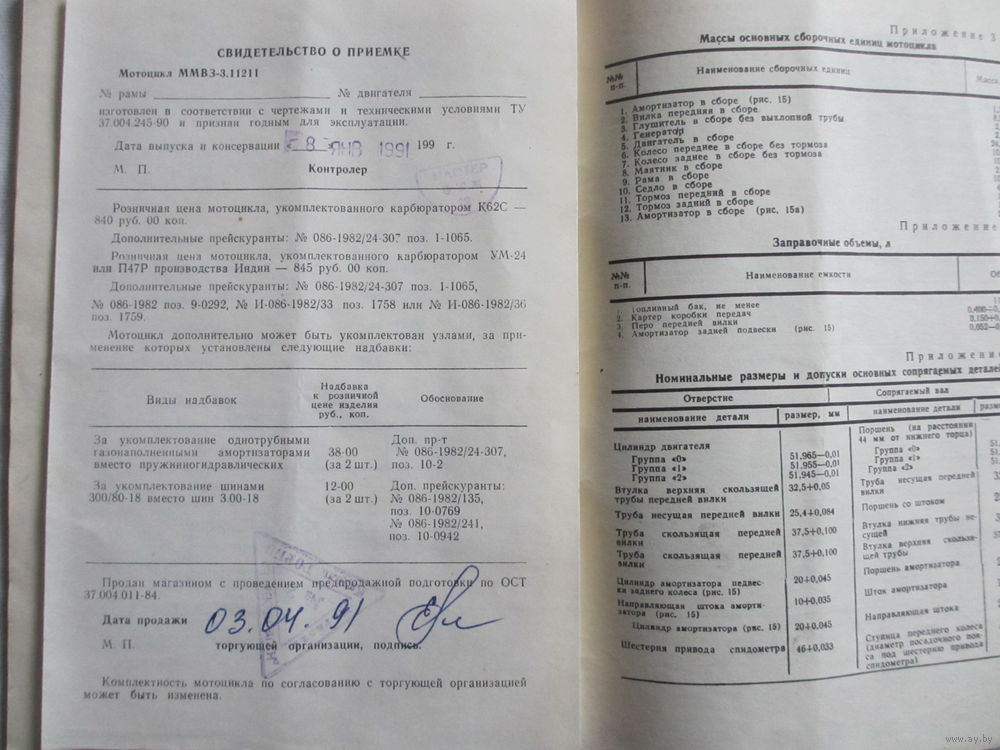 СВИДЕТЕЛЬСТВО О ПРИЕМКЕ
Мотоцикл ММВЗ-3.11211
№ рамы № двигателя
изготовлен в соответствии с чертежами и техническими условиями ТУ
37.004.245-90 и признан годным для эксплуатации.
Дата выпуска и консервации 8 ЯНВ 1991 199 г.
М. П. Контролер
Розничная цена мотоцикла, укомплектованного карбюратором К62С —
840 руб. 00 коп.
Дополнительные прейскуранты: № 086-1982/24-307 поз. 1-1065.
Розничная цена мотоцикла, укомплектованного карбюратором УМ-24
или П47Р производства Индии — 845 руб. 00 коп.
Дополнительные прейскуранты: № 086-1982/24-307 поз. 1-1065,
№ 086-1982 поз. 9-0292, № И-086-1982/33 поз. 1758 или № И-086-1982/36
поз. 1759.
Мотоцикл дополнительно может быть укомплектован узлами, за при-
менение которых установлены следующие надбавки:
Виды надбавок
Надбавка
к розничной
цене изделия
руб., коп.
Обоснование
За укомплектование однотрубными
газонаполненными амортизаторами
вместо пружинногидравлических
38-00
(за 2 шт.)
Доп. пр-т
№ 086-1982/24-307,
поз. 10-2
За укомплектование шинами
300/80-18 вместо шин 3.00-18
12-00
(за 2 шт.)
Доп. прейскуранты:
№ 086-1982/135,
поз. 10-0769
№ 086-1982/241,
поз. 10-0942
Продан магазином с проведением предпродажной подготовки по ОСТ
37.004 011-84.
Дата продажи 03.04.91
М. П. торгующей организации, подпись.
Комплектность мотоцикла по согласованию с торгующей организацией
может быть изменена.
Приложение 3
Массы основных сборочных единиц мотоцикла
№№
п-п.
Наименование сборочных единиц
Масса
1. Амортизатор в сборе (рис. 15)
2. Вилка передняя в сборе
3. Глушитель в сборе без выхлопной трубы
4. Генератор
5. Двигатель в сборе
6. Колесо переднее в сборе без тормоза
7. Колесо заднее в сборе без тормоза
8. Маятник в сборе
9. Рама в сборе
10. Седло в сборе
11. Тормоз передний в сборе
12. Тормоз задний в сборе
13. Амортизатор в сборе (рис. 15а)
Приложение
Заправочные объемы, л
№№
п-п.
Наименование емкости
1. Топливный бак, не менее
2. Картер коробки передач
3. Перо передней вилки
4. Амортизатор задней подвески (рис. 15)
Приложение
Номинальные размеры и допуски основных сопрягаемых деталей
Отверстие Сопрягаемый вал
наименование детали размер, мм наименование детали
Цилиндр двигателя
Группа «0» 51,965—0,01
Группа «1» 51,955—0,01
Группа «2» 51,945—0,01
Поршень (на расстоянии
44 мм от нижнего торца)
Группа «0»
Группа «1»
Группа «2»
Втулка верхняя скользящей
трубы передней вилки
32,5+0,05
Труба несущая передней
вилки
Труба несущая передней вилки 25,4+0,084
Поршень со штоком
Труба скользящая передней
вилки
37,5+0,100
Втулка нижняя трубы не-
сущей
Труба скользящая передней
вилки
37,5+0,100
Втулка верхняя скользя-
щей трубы
Цилиндр амортизатора подвес-
ки заднего колеса (рис. 15)
20+0,045
Поршень амортизатора
Направляющая штока аморти-
затора (рис. 15)
10+0,035
Шток амортизатора
Цилиндр амортизатора (рис. 15) 20+0,045
Направляющая штока
Шестерня привода спидометра 46+0,033
Ступица переднего колеса
(диаметр посадочного поя-
са под шестерню привода
спидометра)
www.ay.by